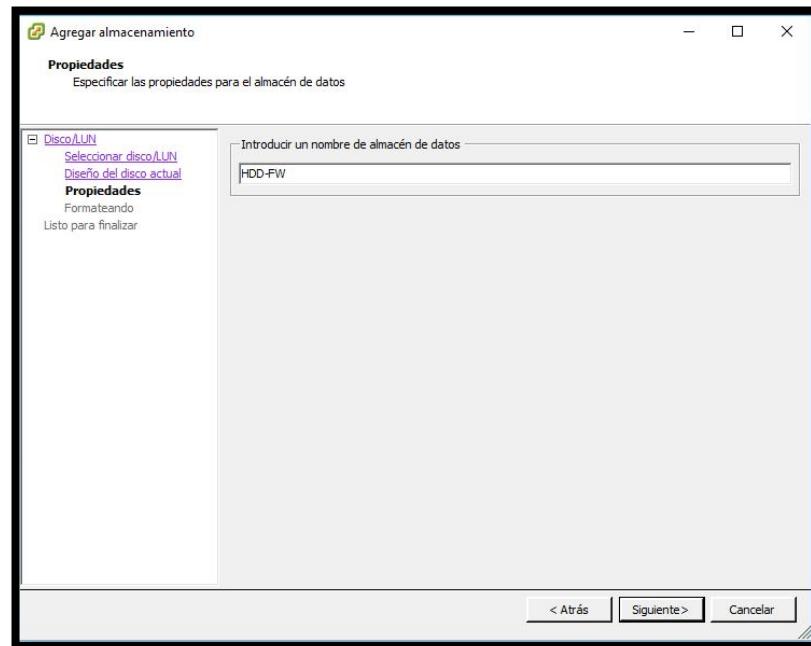 Agregar almacenamiento
Propiedades
Especificar las propiedades para el almacén de datos
Disco/LUN
Seleccionar disco/LUN
Diseño del disco actual
Propiedades
Formateando
Listo para finalizar
Introducir un nombre de almacén de datos
HDD-FW
< Atrás
Siguiente >
Cancelar